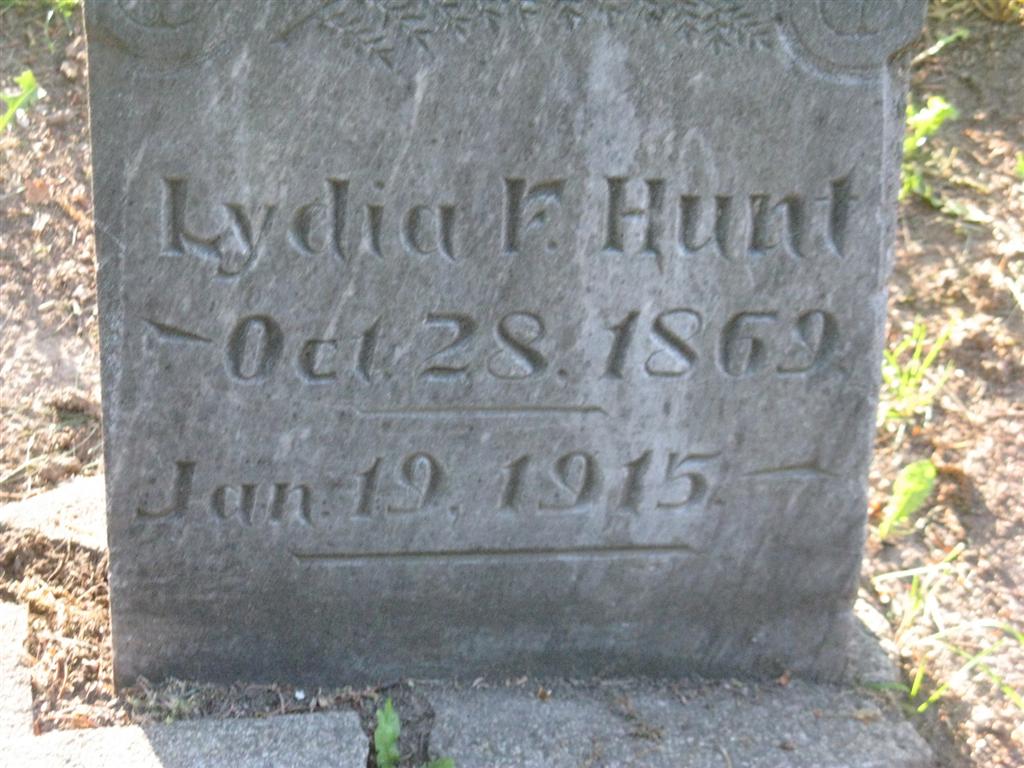 Lydia F. Hunt
Oct. 28. 1869.
Jan. 19, 1915.